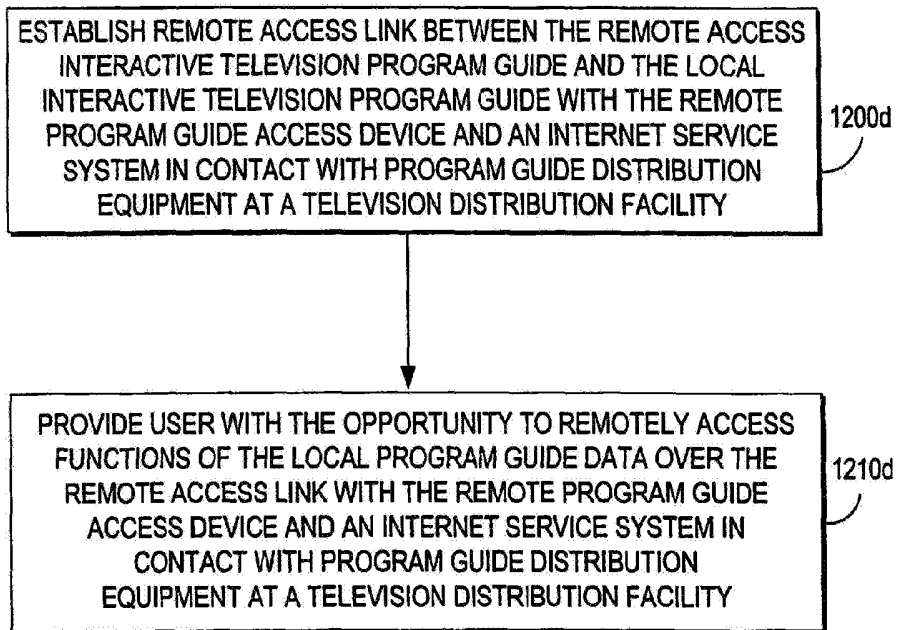 ESTABLISH REMOTE ACCESS LINK BETWEEN THE REMOTE ACCESS
INTERACTIVE TELEVISION PROGRAM GUIDE AND THE LOCAL
INTERACTIVE TELEVISION PROGRAM GUIDE WITH THE REMOTE
PROGRAM GUIDE ACCESS DEVICE AND AN INTERNET SERVICE
SYSTEM IN CONTACT WITH PROGRAM GUIDE DISTRIBUTION
EQUIPMENT AT A TELEVISION DISTRIBUTION FACILITY
1200d
PROVIDE USER WITH THE OPPORTUNITY TO REMOTELY ACCESS
FUNCTIONS OF THE LOCAL PROGRAM GUIDE DATA OVER THE
REMOTE ACCESS LINK WITH THE REMOTE PROGRAM GUIDE
ACCESS DEVICE AND AN INTERNET SERVICE SYSTEM IN
CONTACT WITH PROGRAM GUIDE DISTRIBUTION
EQUIPMENT AT A TELEVISION DISTRIBUTION FACILITY
1210d